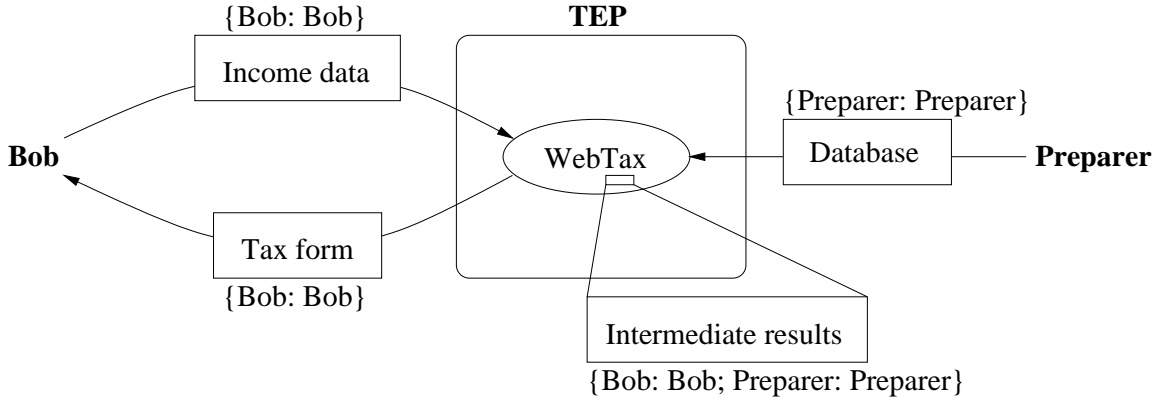 {Bob: Bob}
TEP
Income data
{Preparer: Preparer}
Bob
WebTax
Database
Preparer
Tax form
{Bob: Bob}
Intermediate results
{Bob: Bob; Preparer: Preparer}